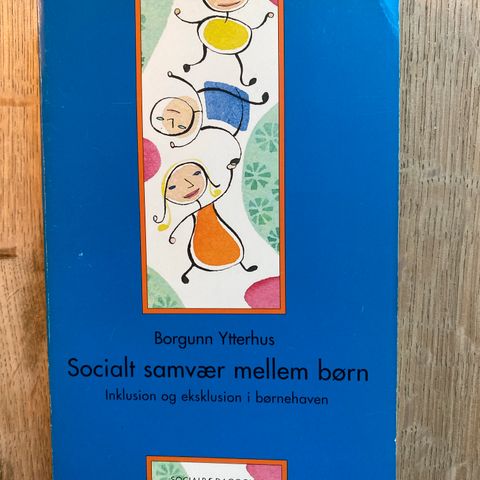 Borgunn Ytterhus
Socialt samvær mellem børn
Inklusion og eksklusion i børnehaven